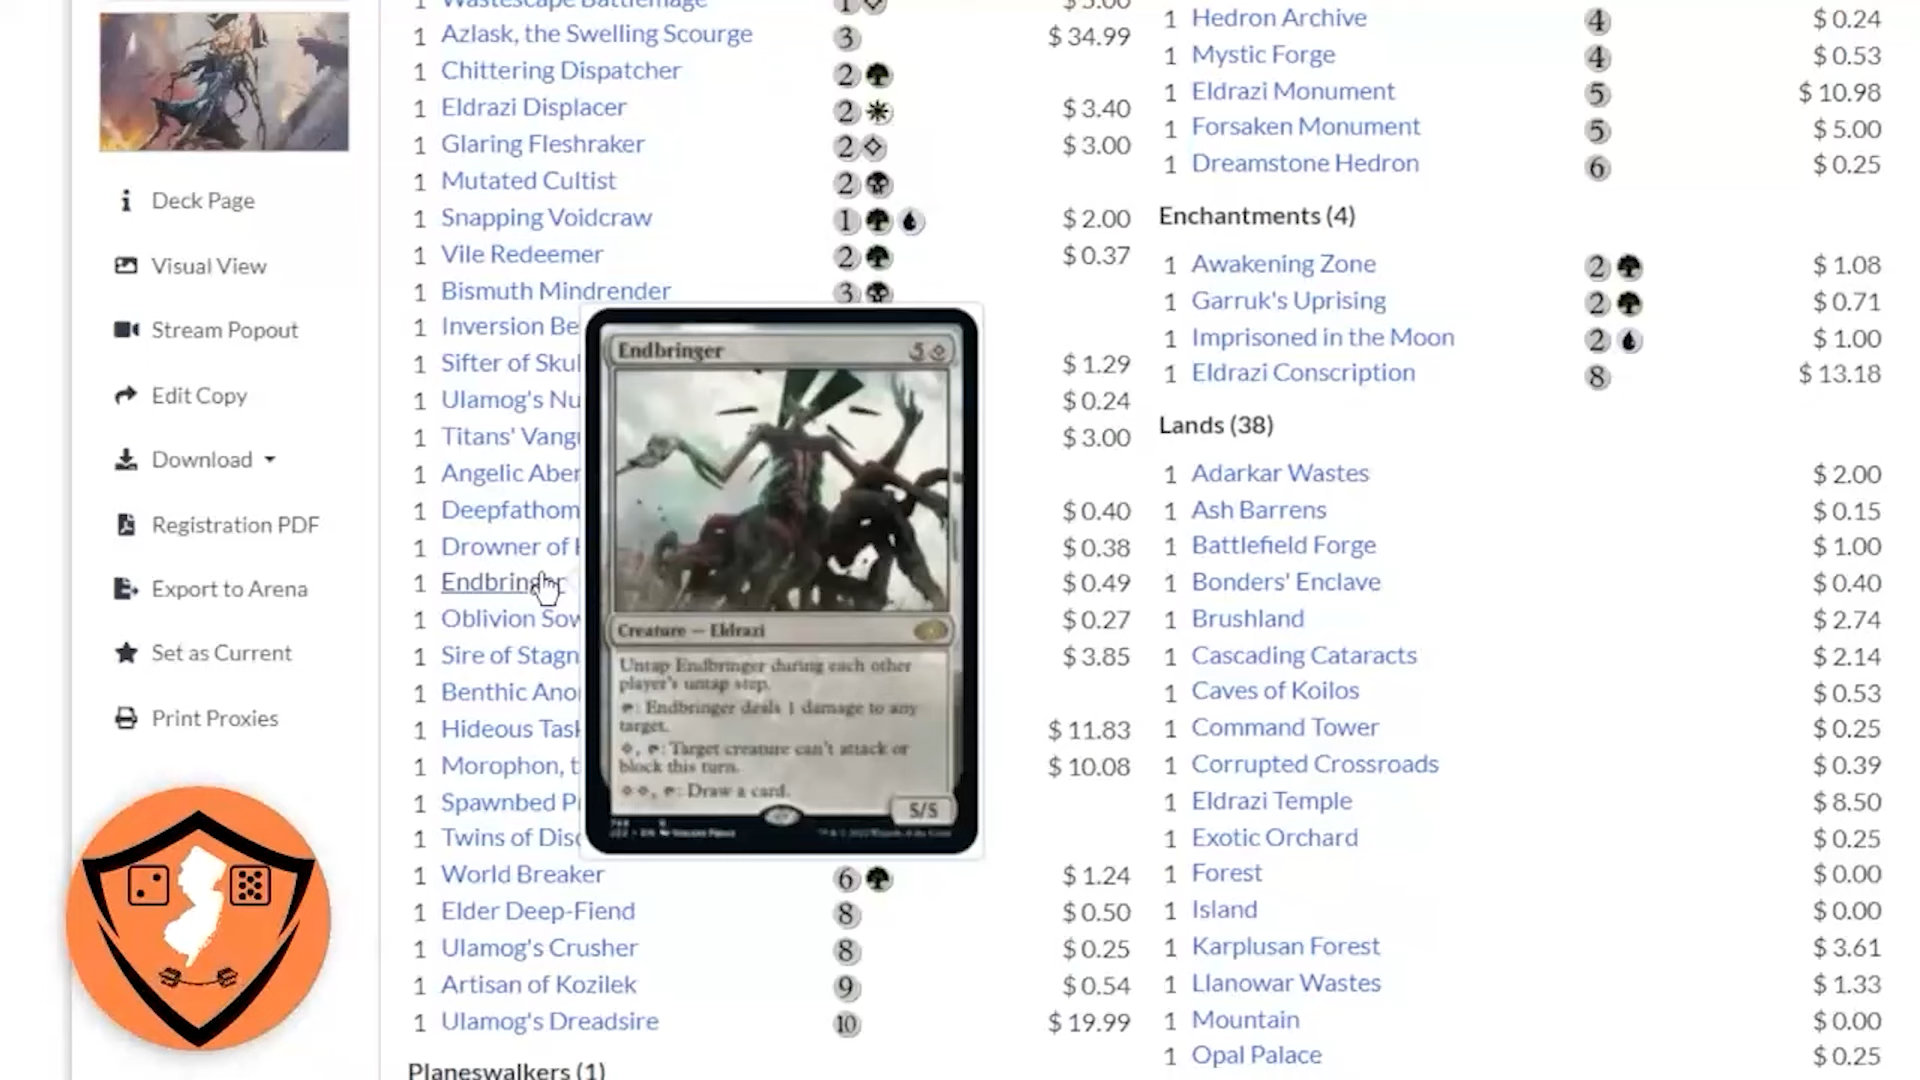 1 Wastescape Battlemage 1 $ 5.00
1 Azlask, the Swelling Scourge 3 $ 34.99
1 Chittering Dispatcher 2
1 Eldrazi Displacer 2 $ 3.40
1 Glaring Fleshraker 2 $ 3.00
1 Mutated Cultist 2
1 Snapping Voidcraw 1 $ 2.00
1 Vile Redeemer 2 $ 0.37
1 Bismuth Mindrender 3
1 Inversion Be
1 Sifter of Skul $ 1.29
1 Ulamog's Nu $ 0.24
1 Titans' Vang $ 3.00
1 Angelic Aber
1 Deepfathom $ 0.40
1 Drowner of $ 0.38
1 Endbringer $ 0.49
1 Oblivion Sow $ 0.27
1 Sire of Stagn $ 3.85
1 Benthic Ano
1 Hideous Task $ 11.83
1 Morophon, t $ 10.08
1 Spawnbed P
1 Twins of Disc
1 World Breaker 6 $ 1.24
1 Elder Deep-Fiend 8 $ 0.50
1 Ulamog's Crusher 8 $ 0.25
1 Artisan of Kozilek 9 $ 0.54
1 Ulamog's Dreadsire 10 $ 19.99
Planeswalkers (1)
Endbringer 5
Creature — Eldrazi
Untap Endbringer during each other
player's untap step.
: Endbringer deals 1 damage to any
target.
, : Target creature can't attack or
block this turn.
, : Draw a card.
5/5
1 Hedron Archive 4 $ 0.24
1 Mystic Forge 4 $ 0.53
1 Eldrazi Monument 5 $ 10.98
1 Forsaken Monument 5 $ 5.00
1 Dreamstone Hedron 6 $ 0.25
Enchantments (4)
1 Awakening Zone 2 $ 1.08
1 Garruk's Uprising 2 $ 0.71
1 Imprisoned in the Moon 2 $ 1.00
1 Eldrazi Conscription 8 $ 13.18
Lands (38)
1 Adarkar Wastes $ 2.00
1 Ash Barrens $ 0.15
1 Battlefield Forge $ 1.00
1 Bonders' Enclave $ 0.40
1 Brushland $ 2.74
1 Cascading Cataracts $ 2.14
1 Caves of Koilos $ 0.53
1 Command Tower $ 0.25
1 Corrupted Crossroads $ 0.39
1 Eldrazi Temple $ 8.50
1 Exotic Orchard $ 0.25
1 Forest $ 0.00
1 Island $ 0.00
1 Karplusan Forest $ 3.61
1 Llanowar Wastes $ 1.33
1 Mountain $ 0.00
1 Opal Palace $ 0.25
Deck Page
Visual View
Stream Popout
Edit Copy
Download
Registration PDF
Export to Arena
Set as Current
Print Proxies